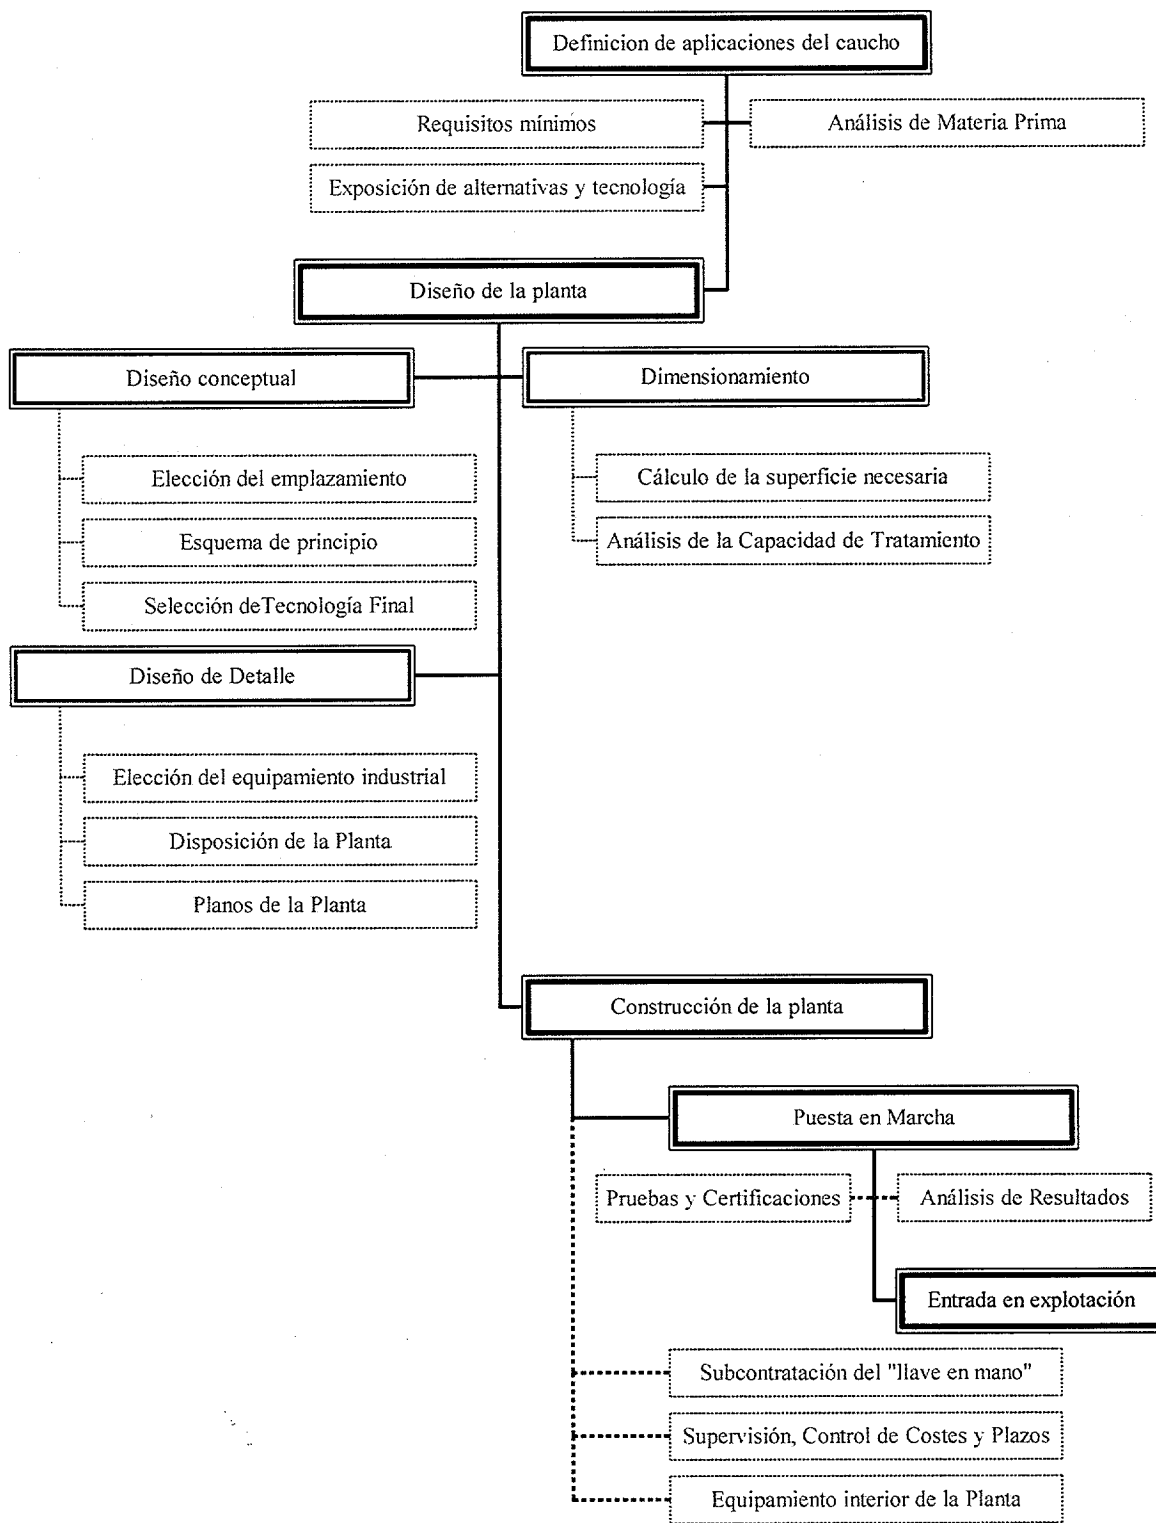 Definicion de aplicaciones del caucho
Requisitos mínimos
Análisis de Materia Prima
Exposición de alternativas y tecnología
Diseño de la planta
Diseño conceptual
Dimensionamiento
Elección del emplazamiento
Cálculo de la superficie necesaria
Esquema de principio
Análisis de la Capacidad de Tratamiento
Selección deTecnología Final
Diseño de Detalle
Elección del equipamiento industrial
Disposición de la Planta
Planos de la Planta
Construcción de la planta
Puesta en Marcha
Pruebas y Certificaciones
Análisis de Resultados
Entrada en explotación
Subcontratación del "llave en mano"
Supervisión, Control de Costes y Plazos
Equipamiento interior de la Planta